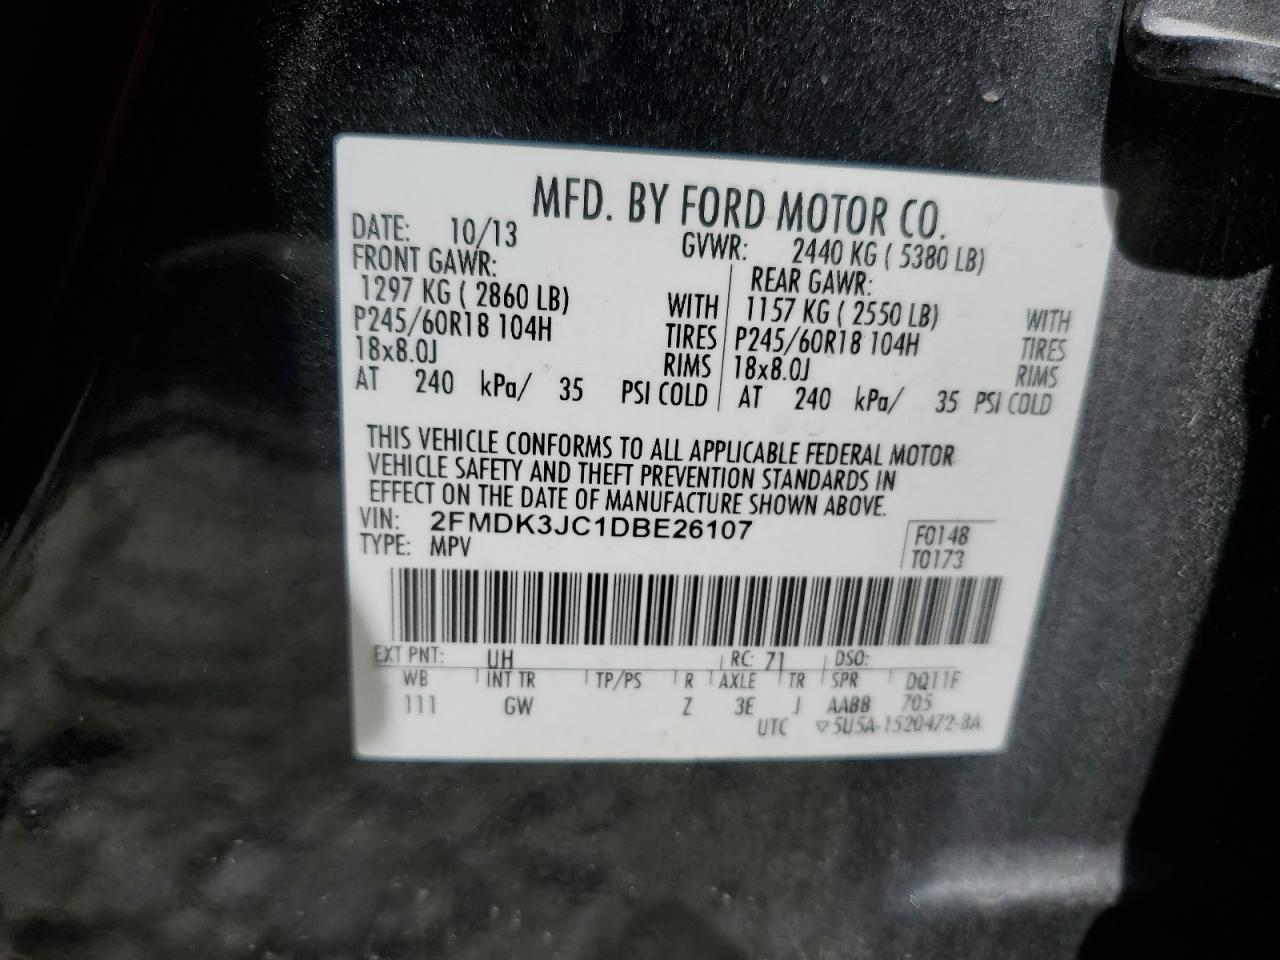 MFD. BY FORD MOTOR CO.
DATE: 10/13 GVWR: 2440 KG ( 5380 LB)
FRONT GAWR: REAR GAWR:
1297 KG ( 2860 LB) WITH 1157 KG ( 2550 LB) WITH
P245/60R18 104H TIRES P245/60R18 104H TIRES
18x8.0J RIMS 18x8.0J RIMS
AT 240 kPa/ 35 PSI COLD AT 240 kPa/ 35 PSI COLD
THIS VEHICLE CONFORMS TO ALL APPLICABLE FEDERAL MOTOR
VEHICLE SAFETY AND THEFT PREVENTION STANDARDS IN
EFFECT ON THE DATE OF MANUFACTURE SHOWN ABOVE.
VIN: 2FMDK3JC1DBE26107 F0148
TYPE: MPV T0173
EXT PNT: UH RC: 71 DSO:
WB INT TR TP/PS R AXLE TR SPR DQ11F
111 GW Z 3E J AABB 705
UTC ▽5U5A-1520472-BA